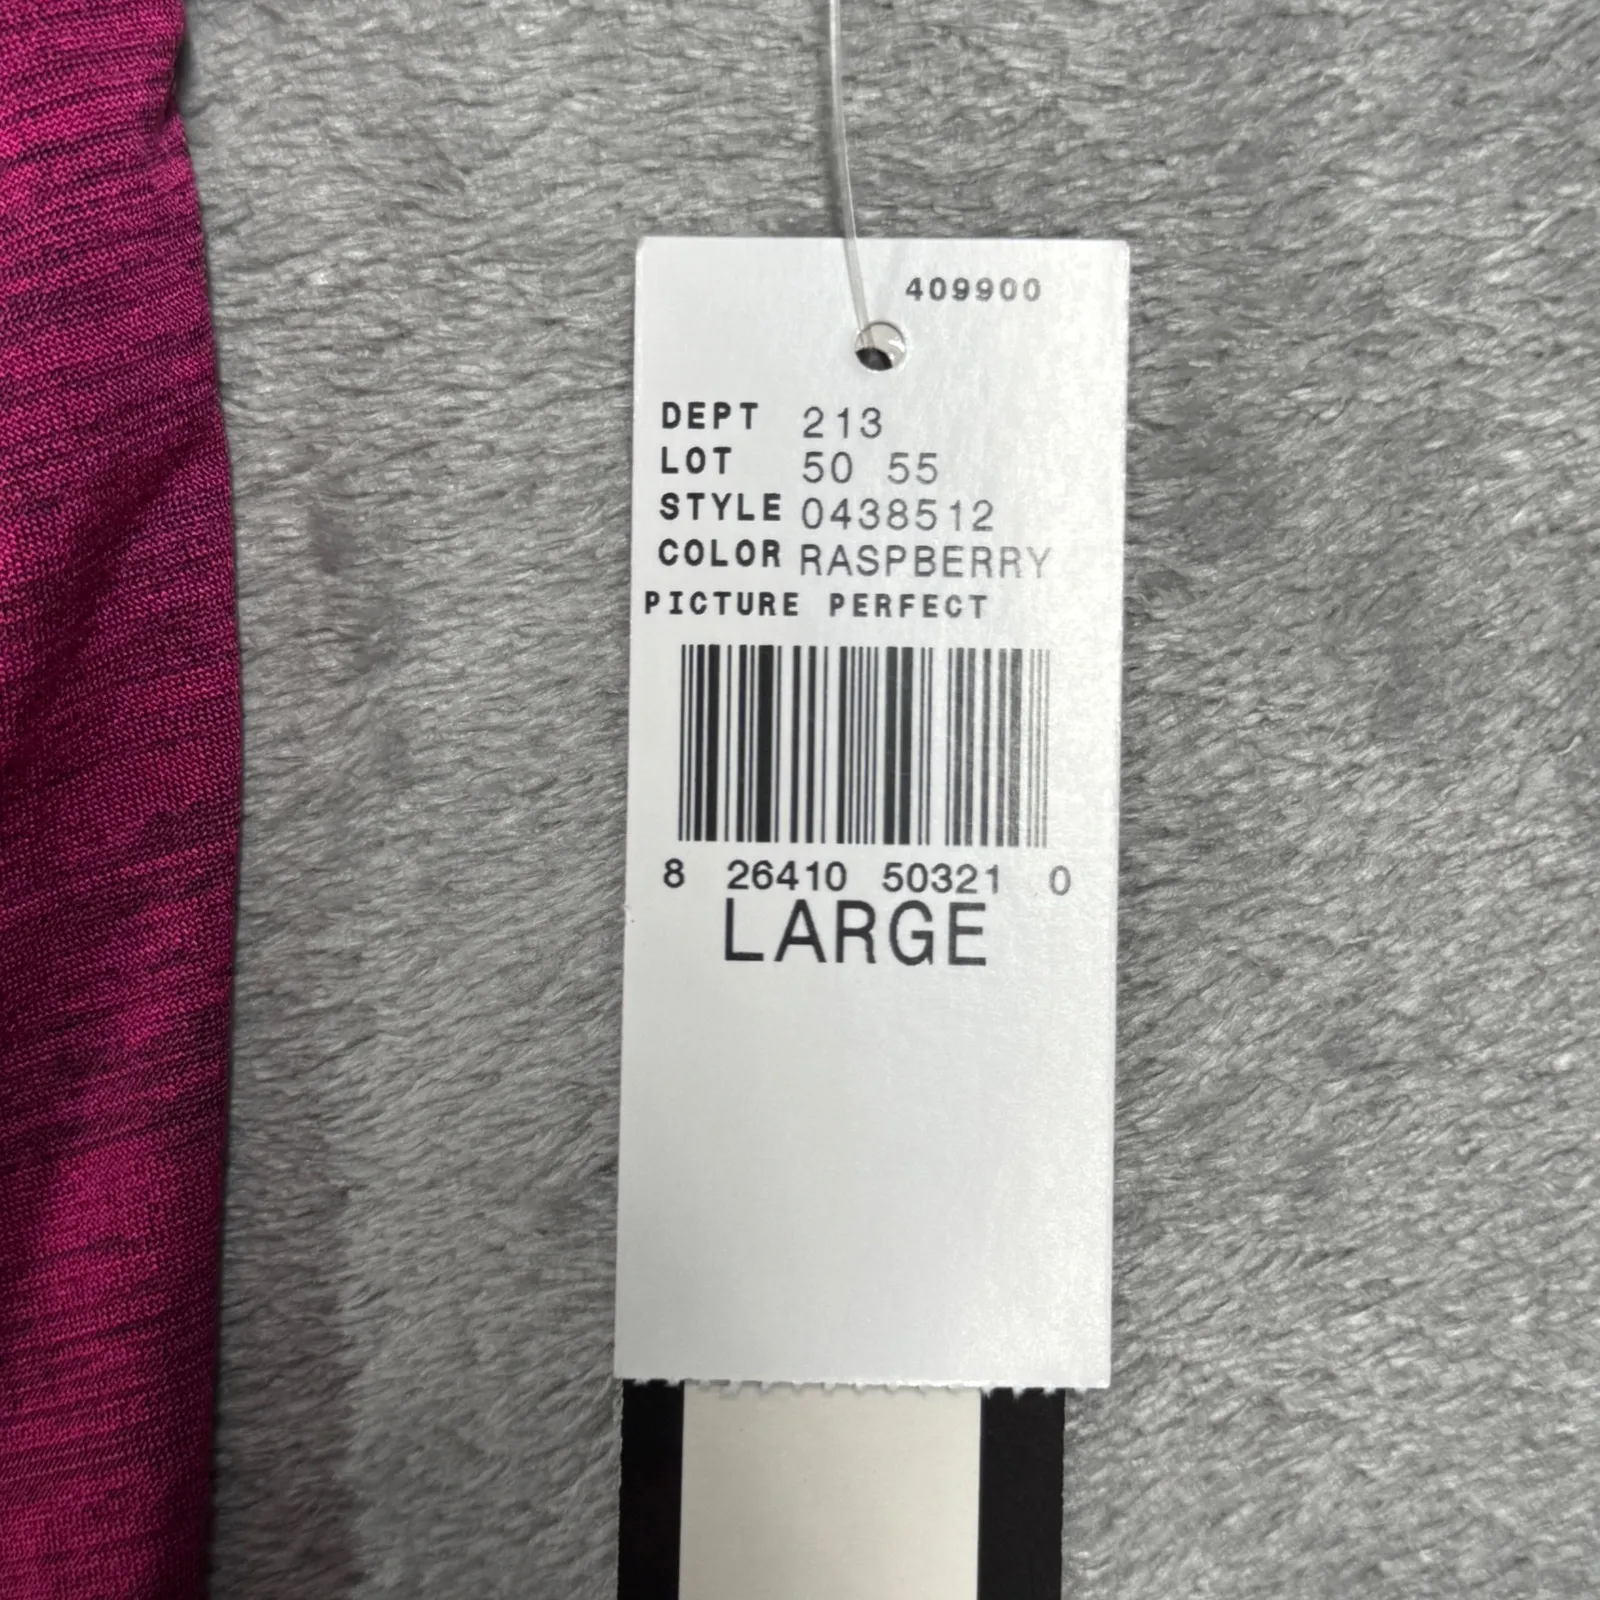 409900
DEPT 213
LOT 50 55
STYLE 0438512
COLOR RASPBERRY
PICTURE PERFECT
8 26410 50321 0
LARGE